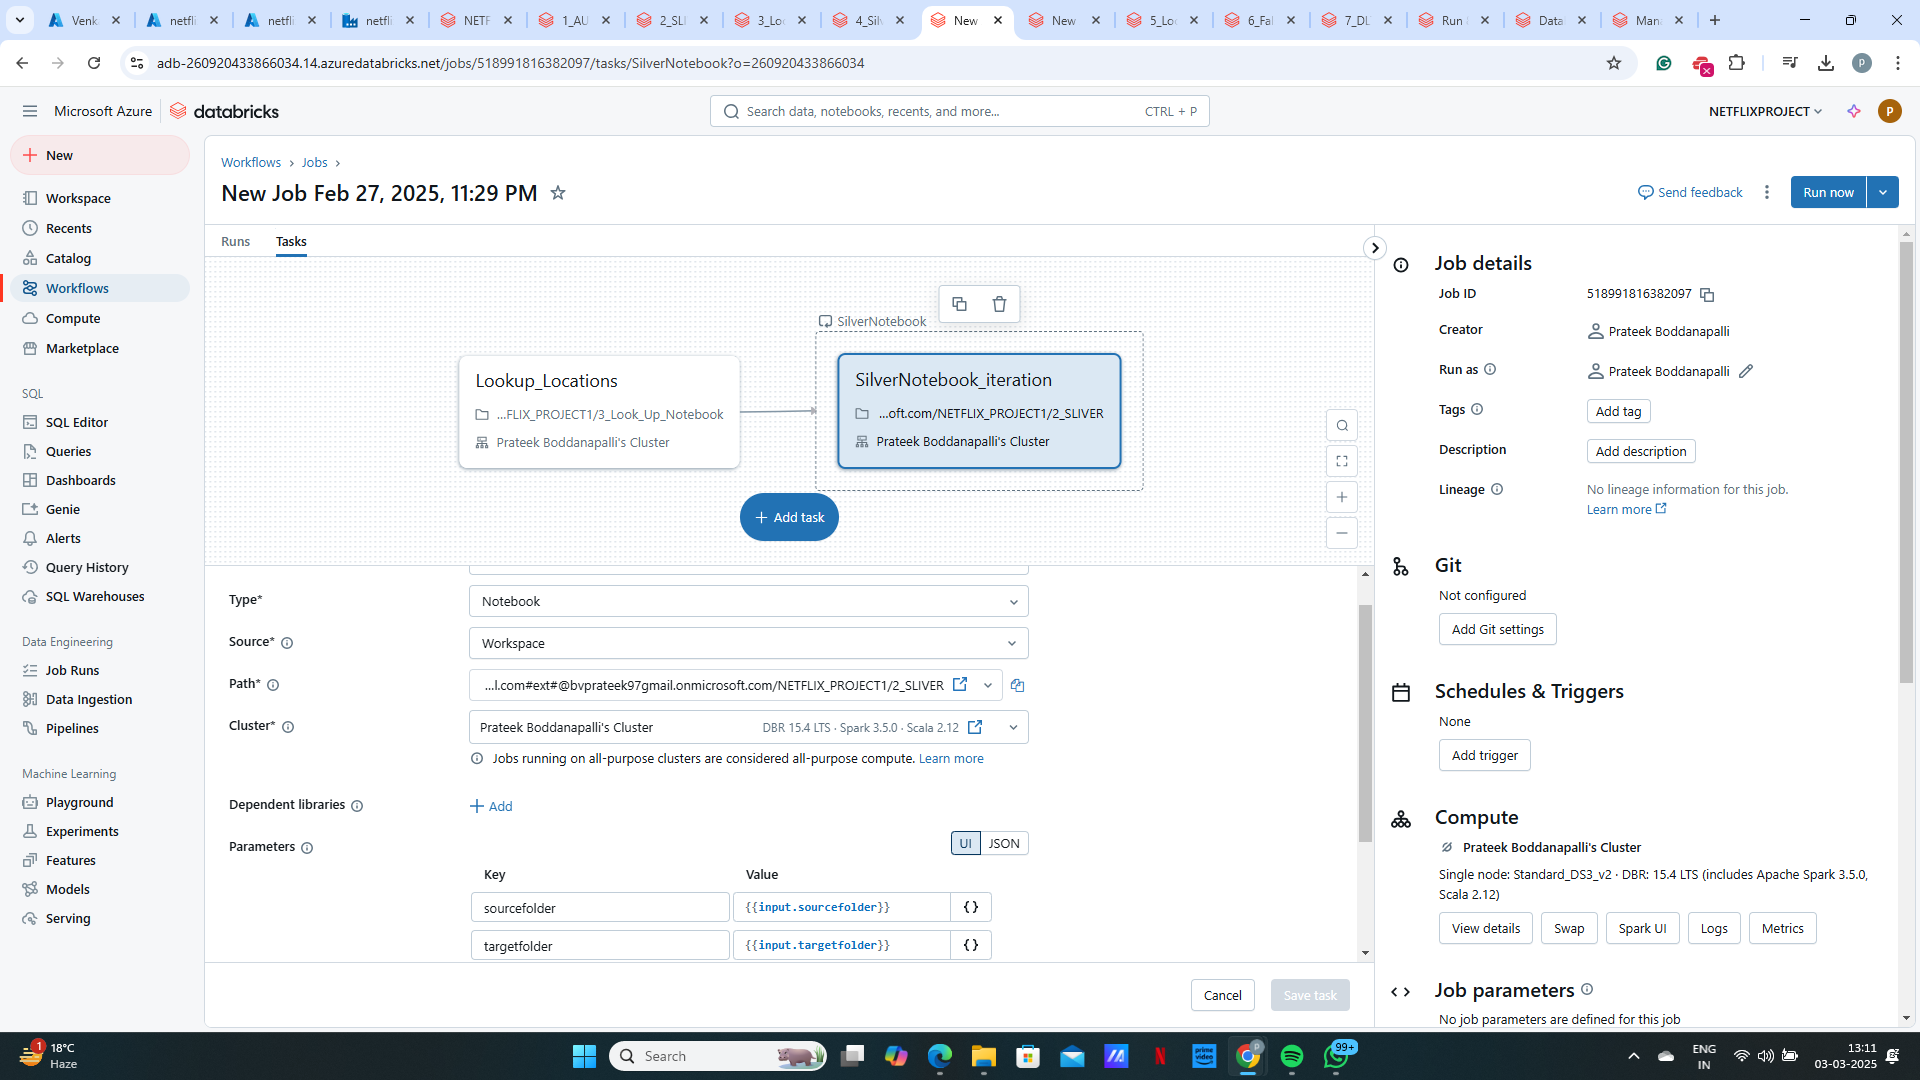 Venk
netfli
netfli
netfli
NETF
1_AU
2_SLI
3_Loc
4_Silv
New
New
5_Loc
6_Fal
7_DL
Run
Data
Man
adb-260920433866034.14.azuredatabricks.net/jobs/518991816382097/tasks/SilverNotebook?o=260920433866034
P
Microsoft Azure
databricks
Search data, notebooks, recents, and more...
CTRL + P
NETFLIXPROJECT
P
New
Workspace
Recents
Catalog
Workflows
Compute
Marketplace
SQL
SQL Editor
Queries
Dashboards
Genie
Alerts
Query History
SQL Warehouses
Data Engineering
Job Runs
Data Ingestion
Pipelines
Machine Learning
Playground
Experiments
Features
Models
Serving
Workflows › Jobs ›
New Job Feb 27, 2025, 11:29 PM
Send feedback
Run now
Runs
Tasks
SilverNotebook
Lookup_Locations
...FLIX_PROJECT1/3_Look_Up_Notebook
Prateek Boddanapalli's Cluster
SilverNotebook_iteration
...oft.com/NETFLIX_PROJECT1/2_SLIVER
Prateek Boddanapalli's Cluster
+ Add task
Type*
Notebook
Source*
Workspace
Path*
...l.com#ext#@bvprateek97gmail.onmicrosoft.com/NETFLIX_PROJECT1/2_SLIVER
Cluster*
Prateek Boddanapalli's Cluster
DBR 15.4 LTS · Spark 3.5.0 · Scala 2.12
Jobs running on all-purpose clusters are considered all-purpose compute. Learn more
Dependent libraries
+ Add
Parameters
UI
JSON
Key
Value
sourcefolder
{{input.sourcefolder}}
{}
targetfolder
{{input.targetfolder}}
{}
Cancel
Save task
Job details
Job ID
518991816382097
Creator
Prateek Boddanapalli
Run as
Prateek Boddanapalli
Tags
Add tag
Description
Add description
Lineage
No lineage information for this job.
Learn more
Git
Not configured
Add Git settings
Schedules & Triggers
None
Add trigger
Compute
Prateek Boddanapalli's Cluster
Single node: Standard_DS3_v2 · DBR: 15.4 LTS (includes Apache Spark 3.5.0,
Scala 2.12)
View details
Swap
Spark UI
Logs
Metrics
Job parameters
No job parameters are defined for this job
1
18°C
Haze
Search
prime video
P
99+
ENG
IN
13:11
03-03-2025